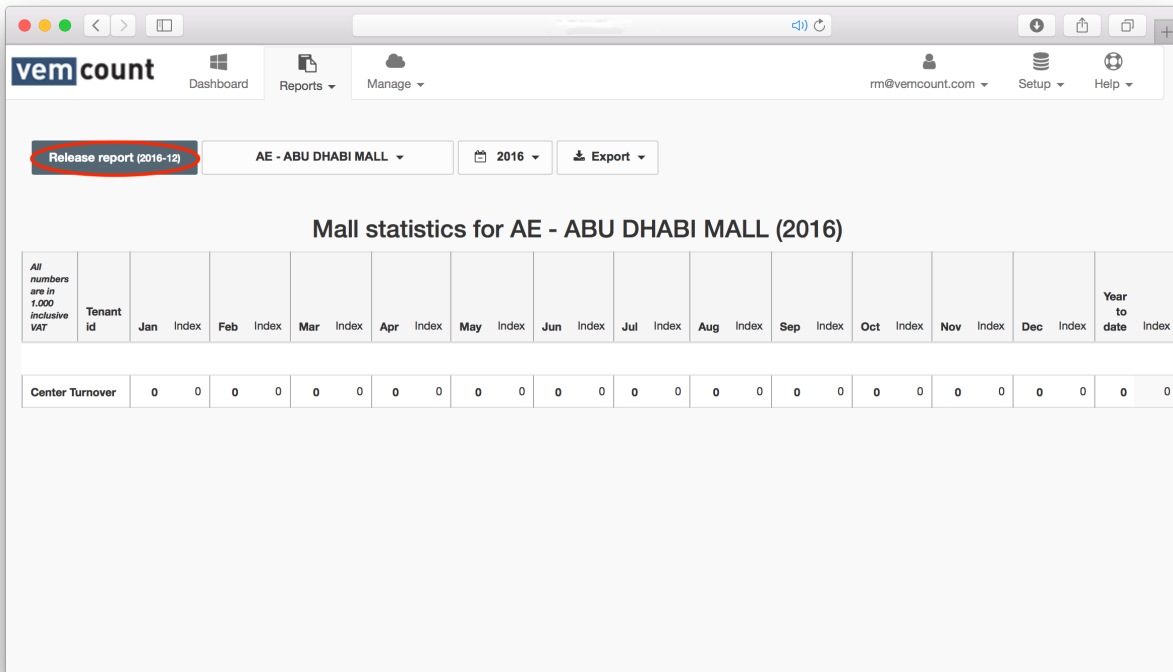 vemcount
Dashboard
Reports
Manage
rm@vemcount.com
Setup
Help
Release report (2016-12)
AE - ABU DHABI MALL
2016
Export
Mall statistics for AE - ABU DHABI MALL (2016)
All
numbers
are in
1.000
inclusive
VAT
Tenant
id
Jan Index Feb Index Mar Index Apr Index May Index Jun Index Jul Index Aug Index Sep Index Oct Index Nov Index Dec Index
Year
to
date Index
Center Turnover 0 0 0 0 0 0 0 0 0 0 0 0 0 0 0 0 0 0 0 0 0 0 0 0 0 0